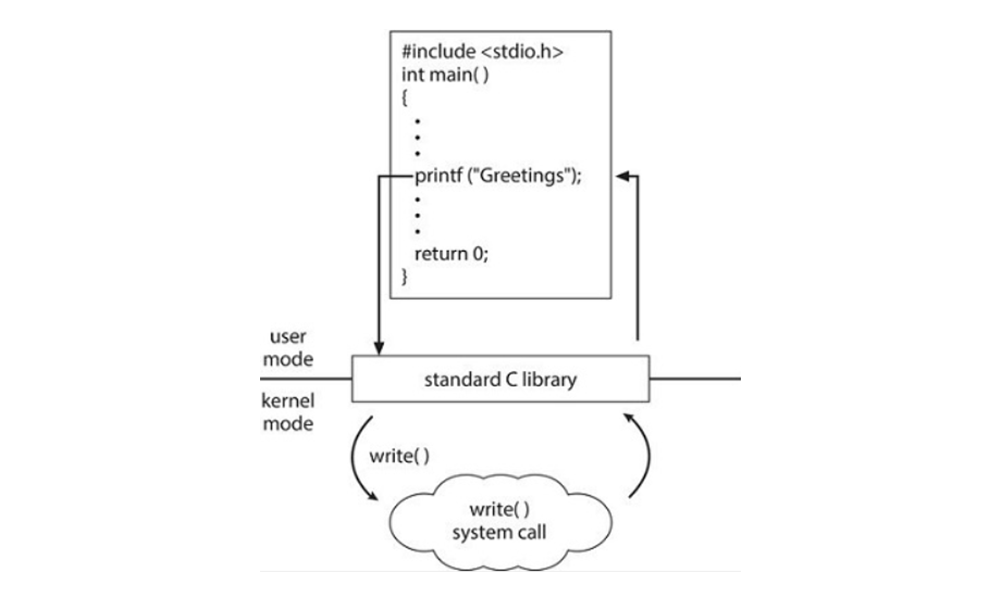 #include <stdio.h>
int main( )
{
•
•
•
printf ("Greetings");
•
•
•
return 0;
}
user
mode
standard C library
kernel
mode
write( )
write( )
system call